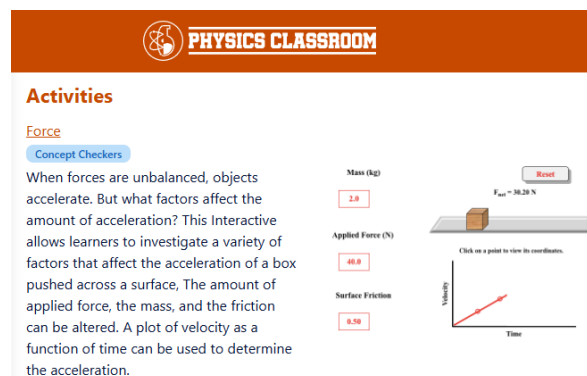 PHYSICS CLASSROOM
Activities
Force
Concept Checkers
When forces are unbalanced, objects
accelerate. But what factors affect the
amount of acceleration? This Interactive
allows learners to investigate a variety of
factors that affect the acceleration of a box
pushed across a surface, The amount of
applied force, the mass, and the friction
can be altered. A plot of velocity as a
function of time can be used to determine
the acceleration.
Mass (kg)
2.0
Applied Force (N)
40.0
Surface Friction
0.50
Reset
Fnet = 30.20 N
Click on a point to view its coordinates.
Velocity
Time